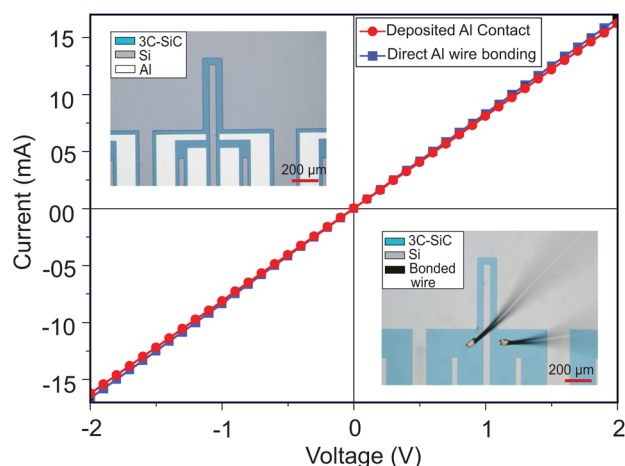 3C-SiC
Si
Al
200 µm
Deposited Al Contact
Direct Al wire bonding
15
10
05
00
-05
-10
-15
Current (mA)
3C-SiC
Si
Bonded
wire
200 µm
-2
-1
0
1
2
Voltage (V)